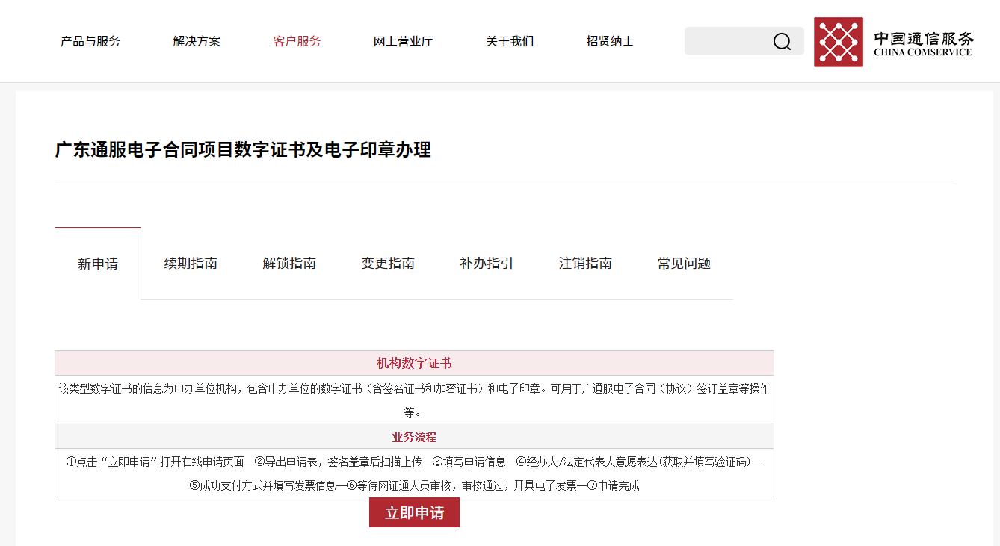 产品与服务
解决方案
客户服务
网上营业厅
关于我们
招贤纳士
中国通信服务
CHINA COMSERVICE
广东通服电子合同项目数字证书及电子印章办理
新申请
续期指南
解锁指南
变更指南
补办指引
注销指南
常见问题
机构数字证书
该类型数字证书的信息为申办单位机构，包含申办单位的数字证书（含签名证书和加密证书）和电子印章。可用于广通服电子合同（协议）签订盖章等操作
等。
业务流程
①点击“立即申请”打开在线申请页面—②导出申请表，签名盖章后扫描上传—③填写申请信息—④经办人/法定代表人意愿表达(获取并填写验证码)—
⑤成功支付方式并填写发票信息—⑥等待网证通人员审核，审核通过，开具电子发票—⑦申请完成
立即申请